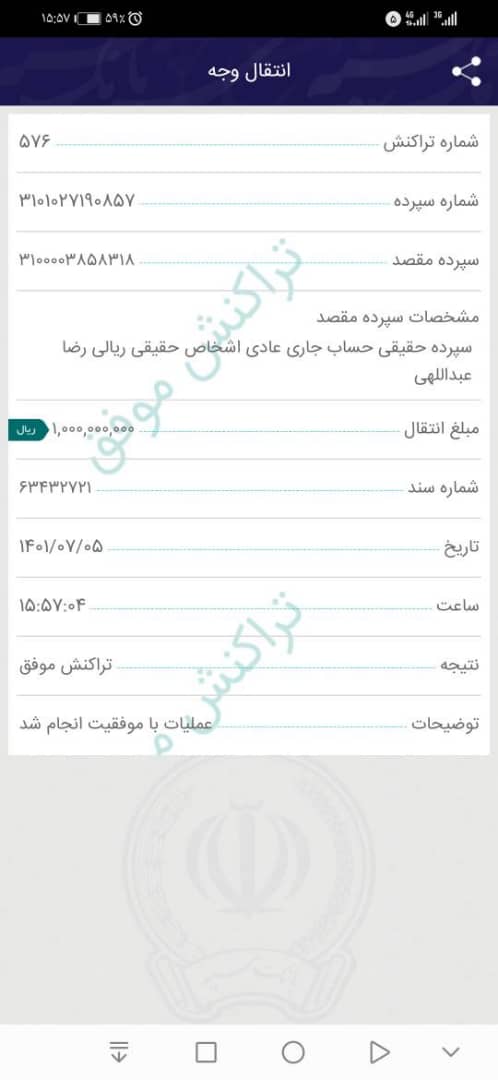 ۱۵:۵۷ ۵۹٪ ۵ 4G 3G
انتقال وجه
شماره تراکنش ۵۷۶
شماره سپرده ۳۱۰۱۰۲۷۱۹۰۸۵۷
سپرده مقصد ۳۱۰۰۰۰۳۸۵۸۳۱۸
مشخصات سپرده مقصد
سپرده حقیقی حساب جاری عادی اشخاص حقیقی ریالی رضا
عبداللهی
مبلغ انتقال ۱,۰۰۰,۰۰۰,۰۰۰ ریال
شماره سند ۶۳۴۳۲۷۲۱
تاریخ ۱۴۰۱/۰۷/۰۵
ساعت ۱۵:۵۷:۰۴
نتیجه تراکنش موفق
توضیحات عملیات با موفقیت انجام شد
تراکنش موفق
تراکنش م